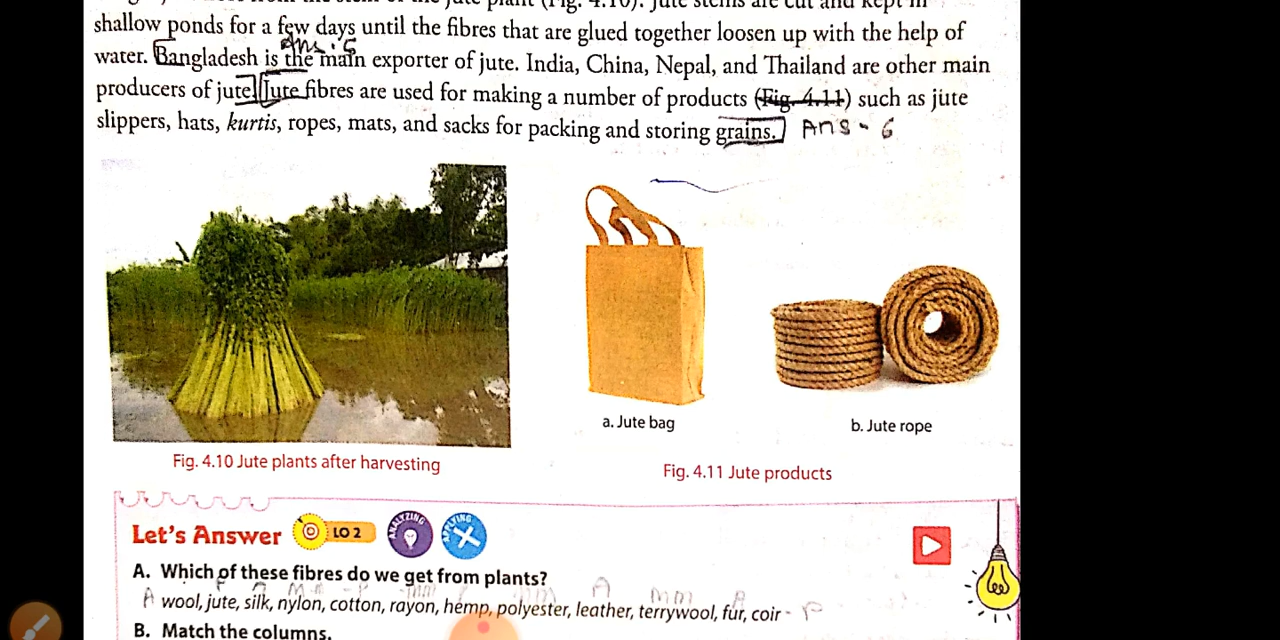 shallow ponds for a few days until the fibres that are glued together loosen up with the help of
Ans. 5
water. Bangladesh is the main exporter of jute. India, China, Nepal, and Thailand are other main
producers of jute. Jute fibres are used for making a number of products (Fig. 4.11) such as jute
slippers, hats, kurtis, ropes, mats, and sacks for packing and storing grains. Ans - 6
a. Jute bag
b. Jute rope
Fig. 4.10 Jute plants after harvesting
Fig. 4.11 Jute products
Let's Answer LO 2 ANALYZING APPLYING
A. Which of these fibres do we get from plants?
A mm A
A wool, jute, silk, nylon, cotton, rayon, hemp, polyester, leather, terrywool, fur, coir - P
B. Match the columns.